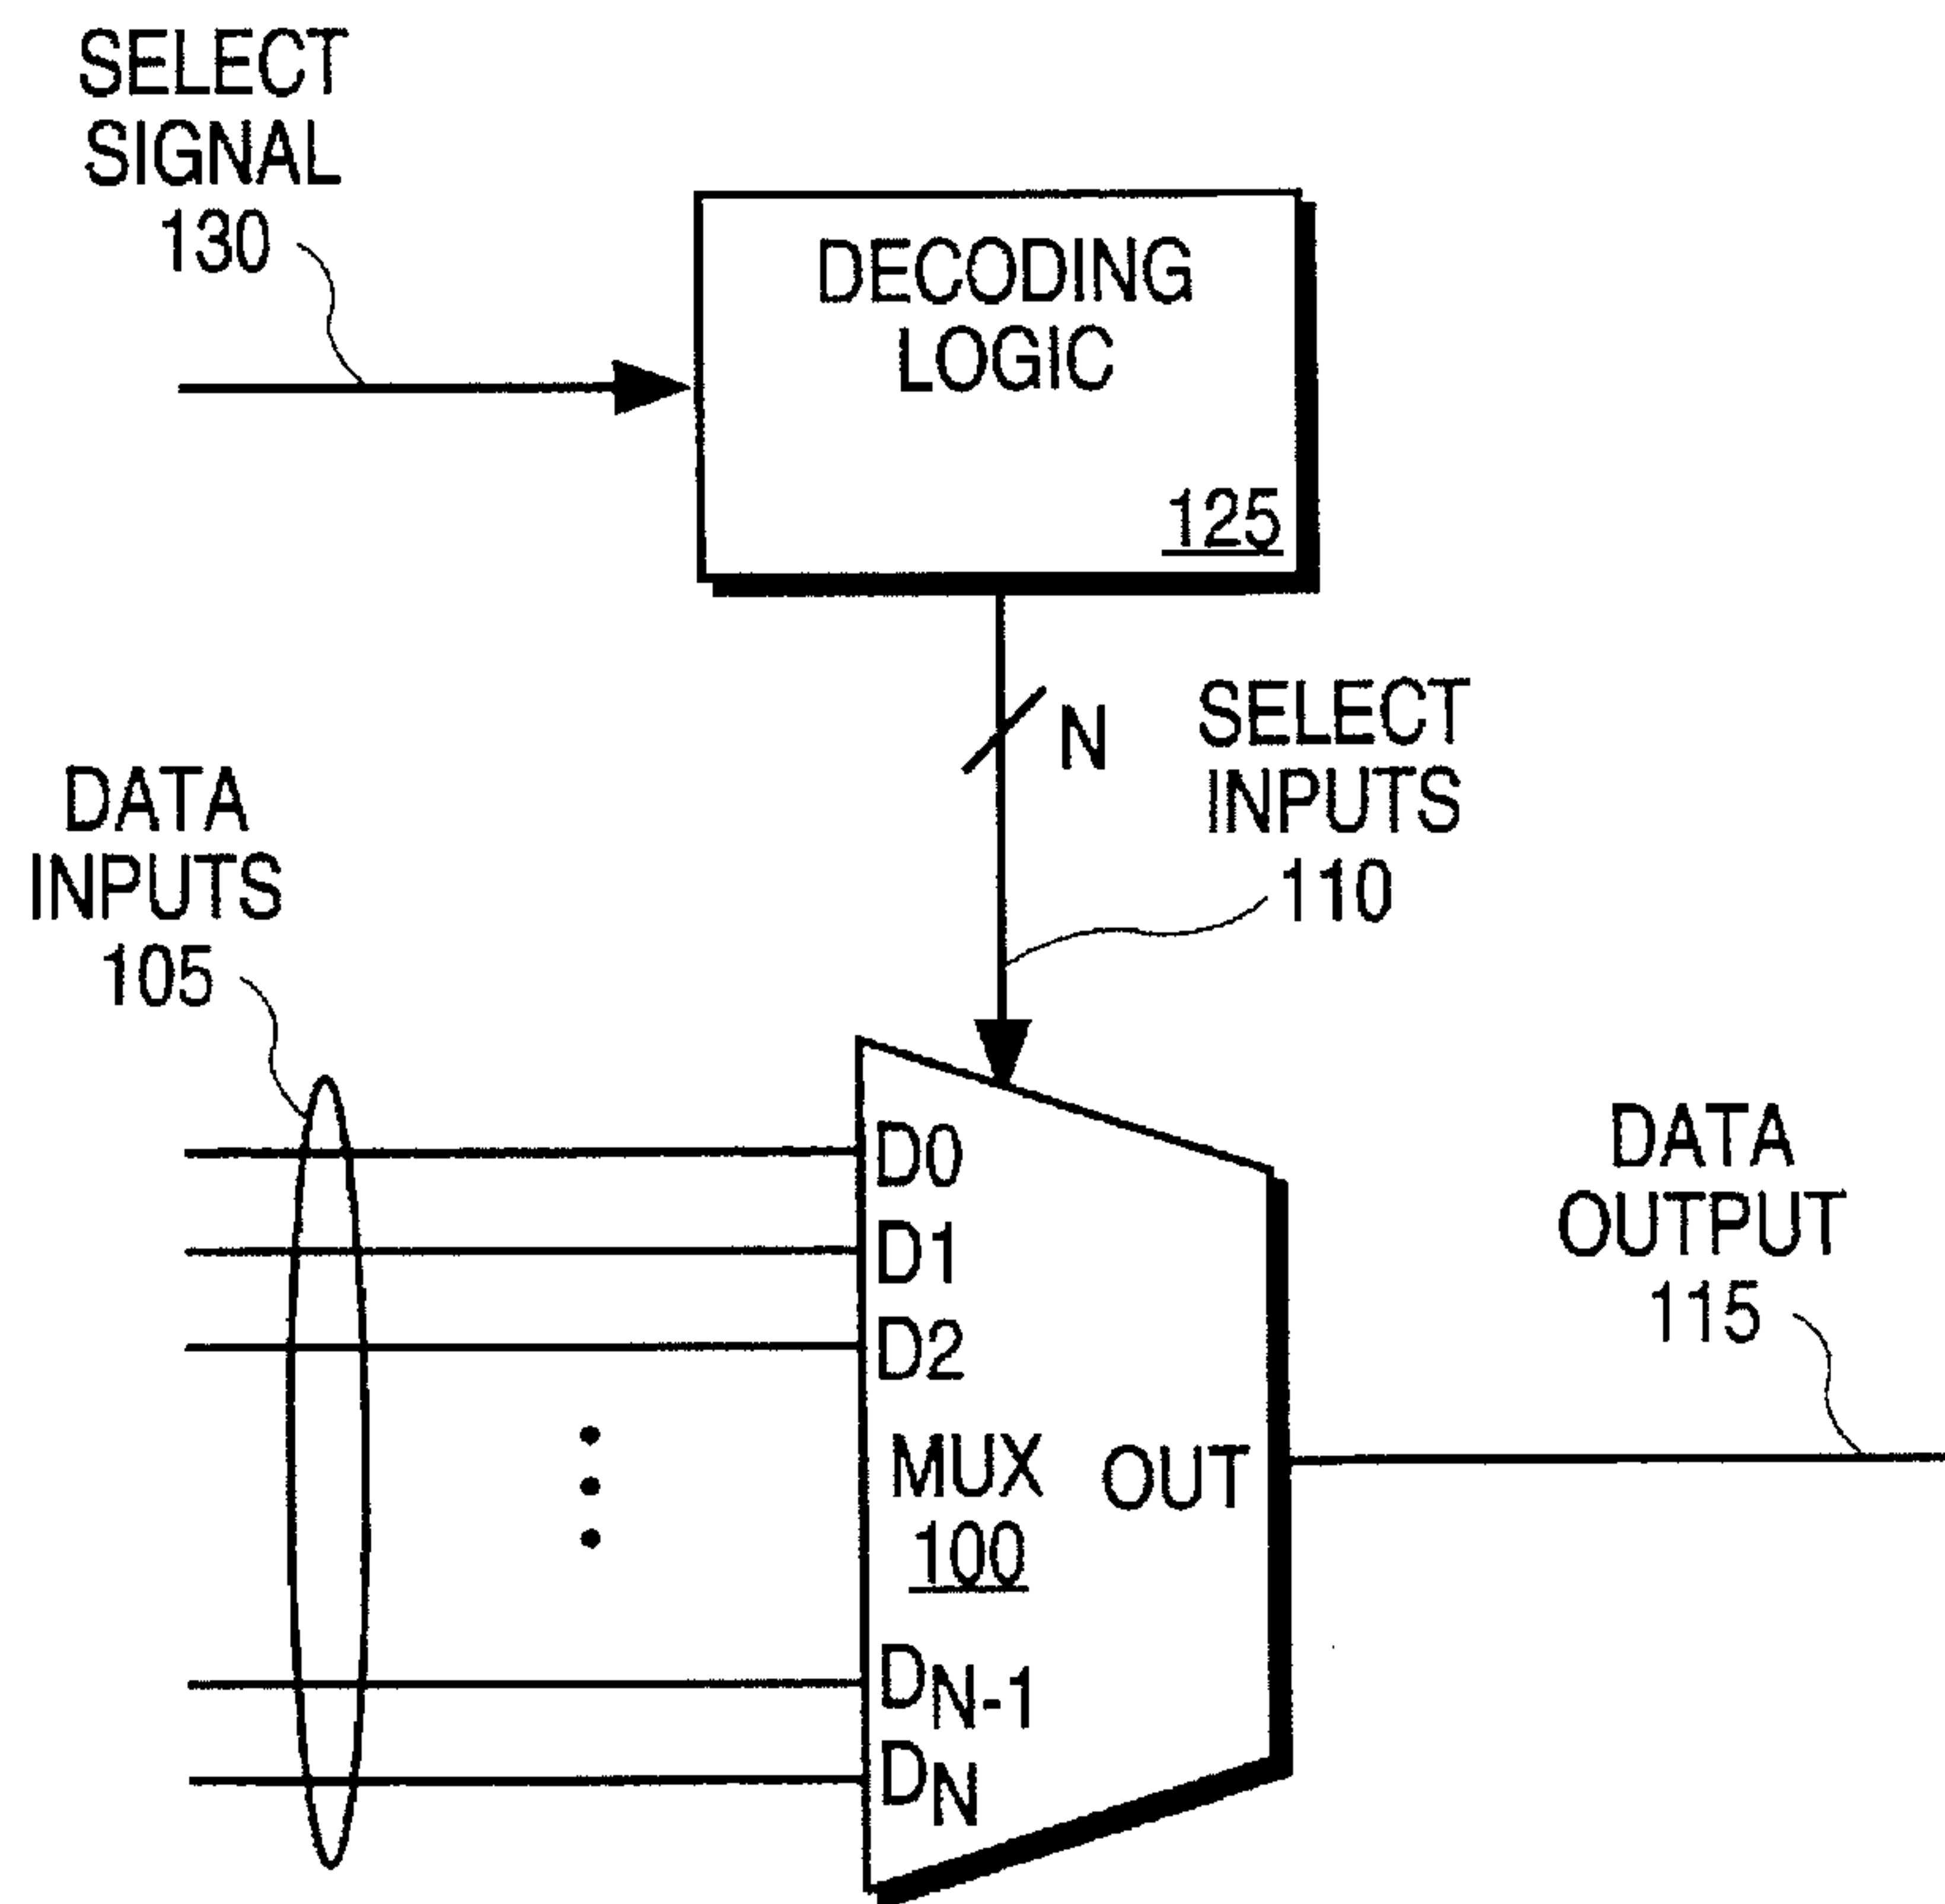 SELECT
SIGNAL
130
DECODING
LOGIC
125
N
SELECT
INPUTS
110
DATA
INPUTS
105
D0
D1
D2
MUX
100
OUT
DN-1
DN
DATA
OUTPUT
115